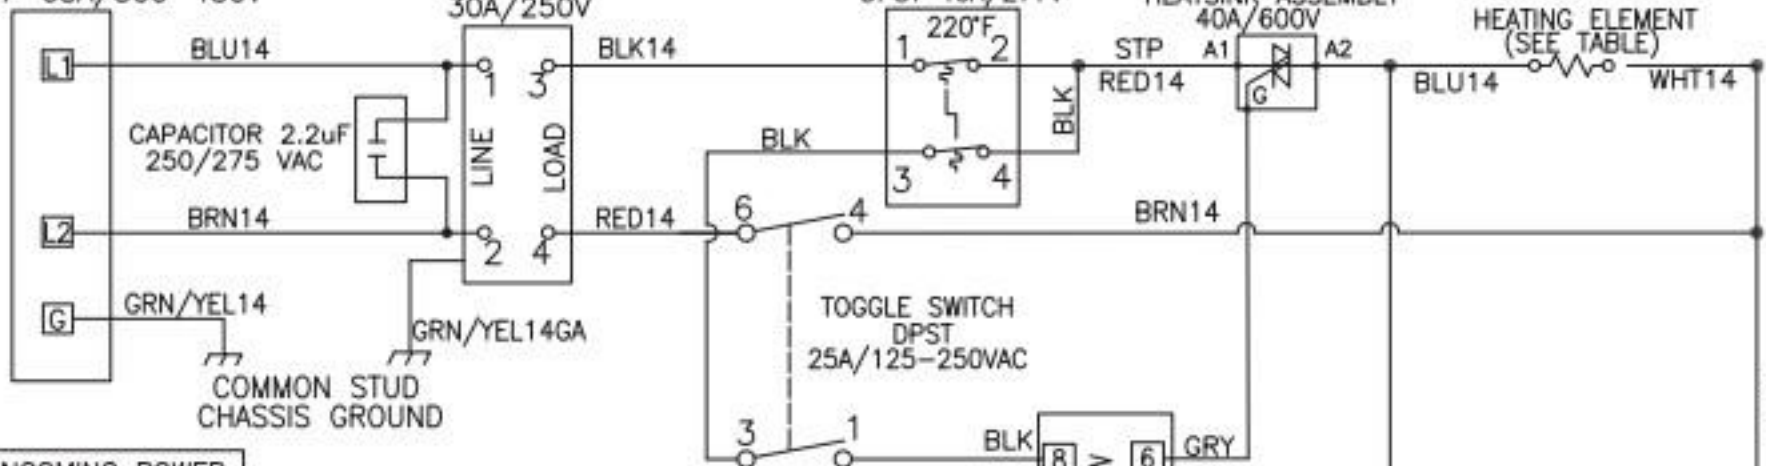 30A/250V
220°F
40A/600V
HEATING ELEMENT
(SEE TABLE)
L1
BLU14
1
3
BLK14
1
2
STP
RED14
A1
A2
G
BLU14
WHT14
CAPACITOR 2.2uF
250/275 VAC
LINE
LOAD
BLK
BLK
3
4
L2
BRN14
2
4
RED14
6
4
BRN14
G
GRN/YEL14
GRN/YEL14GA
COMMON STUD
CHASSIS GROUND
TOGGLE SWITCH
DPST
25A/125-250VAC
3
1
BLK
8
6
GRY
POWER